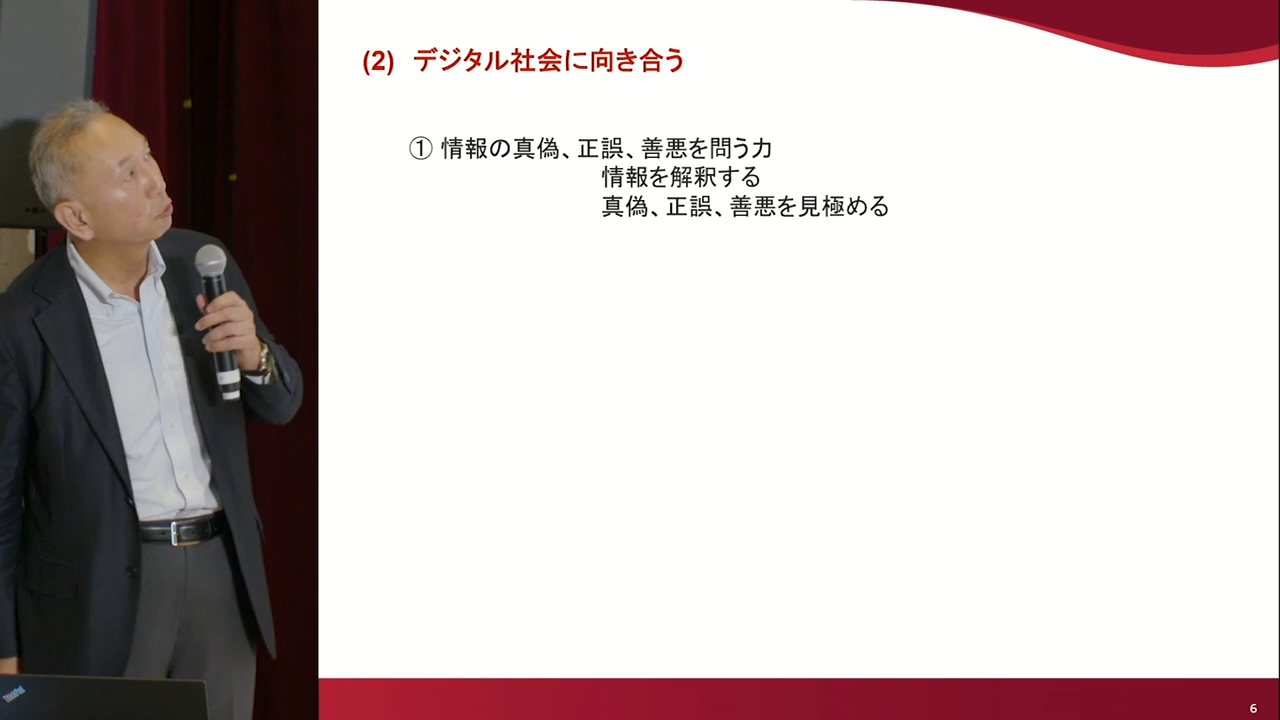 (2) デジタル社会に向き合う
① 情報の真偽、正誤、善悪を問う力
情報を解釈する
真偽、正誤、善悪を見極める
ThinkPad
6